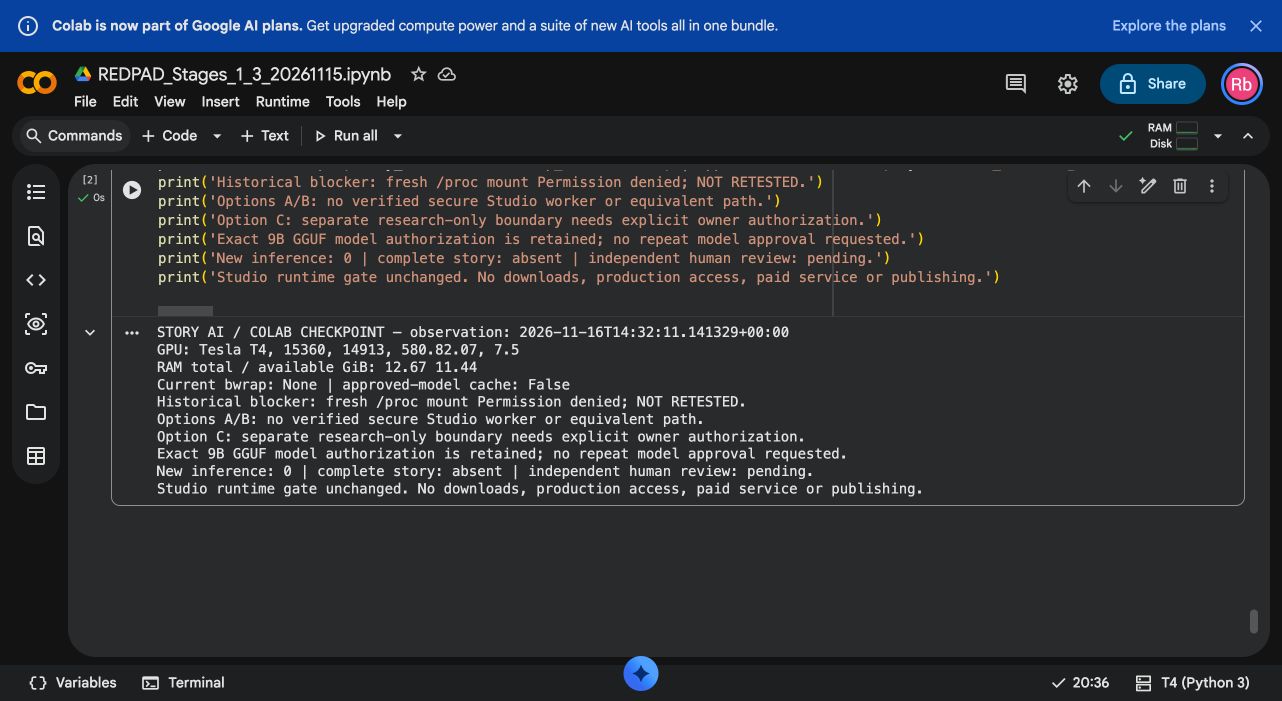 Colab is now part of Google AI plans. Get upgraded compute power and a suite of new AI tools all in one bundle.
Explore the plans
REDPAD_Stages_1_3_20261115.ipynb
File Edit View Insert Runtime Tools Help
Share
Rb
Commands + Code + Text Run all
RAM
Disk
[2]
0s
print('Historical blocker: fresh /proc mount Permission denied; NOT RETESTED.')
print('Options A/B: no verified secure Studio worker or equivalent path.')
print('Option C: separate research-only boundary needs explicit owner authorization.')
print('Exact 9B GGUF model authorization is retained; no repeat model approval requested.')
print('New inference: 0 | complete story: absent | independent human review: pending.')
print('Studio runtime gate unchanged. No downloads, production access, paid service or publishing.')
STORY AI / COLAB CHECKPOINT — observation: 2026-11-16T14:32:11.141329+00:00
GPU: Tesla T4, 15360, 14913, 580.82.07, 7.5
RAM total / available GiB: 12.67 11.44
Current bwrap: None | approved-model cache: False
Historical blocker: fresh /proc mount Permission denied; NOT RETESTED.
Options A/B: no verified secure Studio worker or equivalent path.
Option C: separate research-only boundary needs explicit owner authorization.
Exact 9B GGUF model authorization is retained; no repeat model approval requested.
New inference: 0 | complete story: absent | independent human review: pending.
Studio runtime gate unchanged. No downloads, production access, paid service or publishing.
Variables
Terminal
20:36
T4 (Python 3)